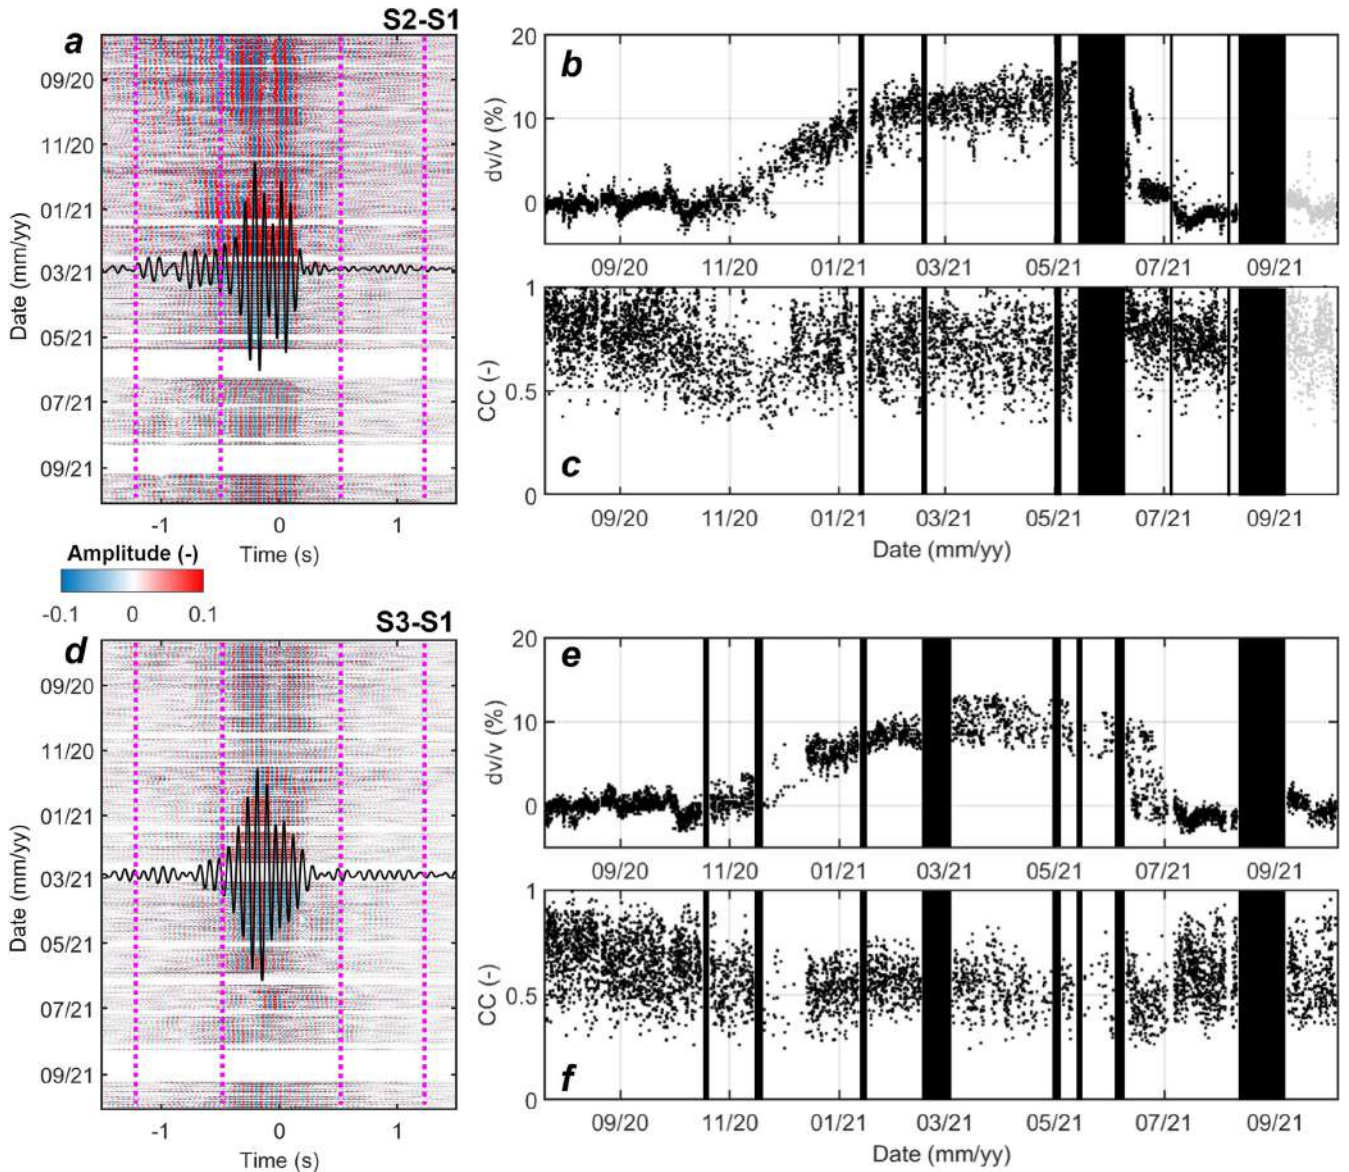 S2-S1
a
09/20
11/20
01/21
03/21
05/21
07/21
09/21
Date (mm/yy)
-1 0 1
Time (s)
b
20
10
0
dv/v (%)
09/20 11/20 01/21 03/21 05/21 07/21 09/21
c
1
0.5
0
CC (-)
09/20 11/20 01/21 03/21 05/21 07/21 09/21
Date (mm/yy)
Amplitude (-)
-0.1 0 0.1
S3-S1
d
09/20
11/20
01/21
03/21
05/21
07/21
09/21
Date (mm/yy)
-1 0 1
Time (s)
e
20
10
0
dv/v (%)
09/20 11/20 01/21 03/21 05/21 07/21 09/21
f
1
0.5
0
CC (-)
09/20 11/20 01/21 03/21 05/21 07/21 09/21
Date (mm/yy)